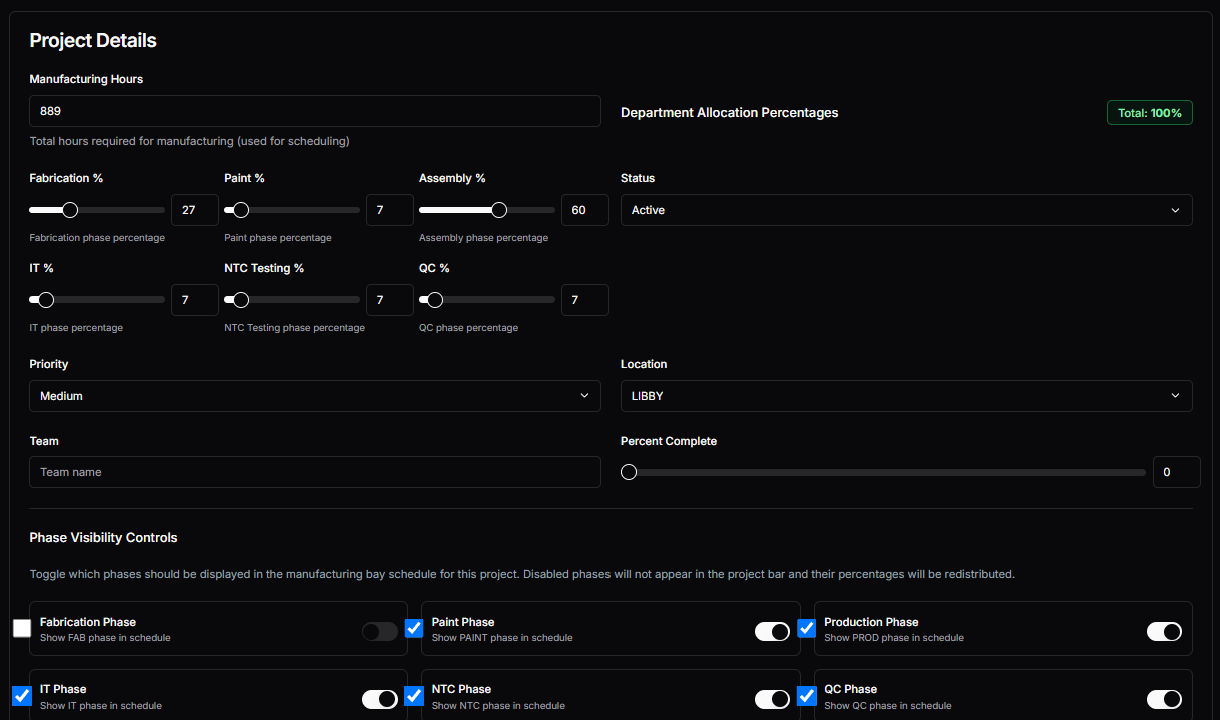 Project Details
Manufacturing Hours
889
Total hours required for manufacturing (used for scheduling)
Department Allocation Percentages
Total: 100%
Fabrication %
Paint %
Assembly %
Status
27
7
60
Active
Fabrication phase percentage
Paint phase percentage
Assembly phase percentage
IT %
NTC Testing %
QC %
7
7
7
IT phase percentage
NTC Testing phase percentage
QC phase percentage
Priority
Location
Medium
LIBBY
Team
Percent Complete
Team name
0
Phase Visibility Controls
Toggle which phases should be displayed in the manufacturing bay schedule for this project. Disabled phases will not appear in the project bar and their percentages will be redistributed.
Fabrication Phase
Show FAB phase in schedule
Paint Phase
Show PAINT phase in schedule
Production Phase
Show PROD phase in schedule
IT Phase
Show IT phase in schedule
NTC Phase
Show NTC phase in schedule
QC Phase
Show QC phase in schedule